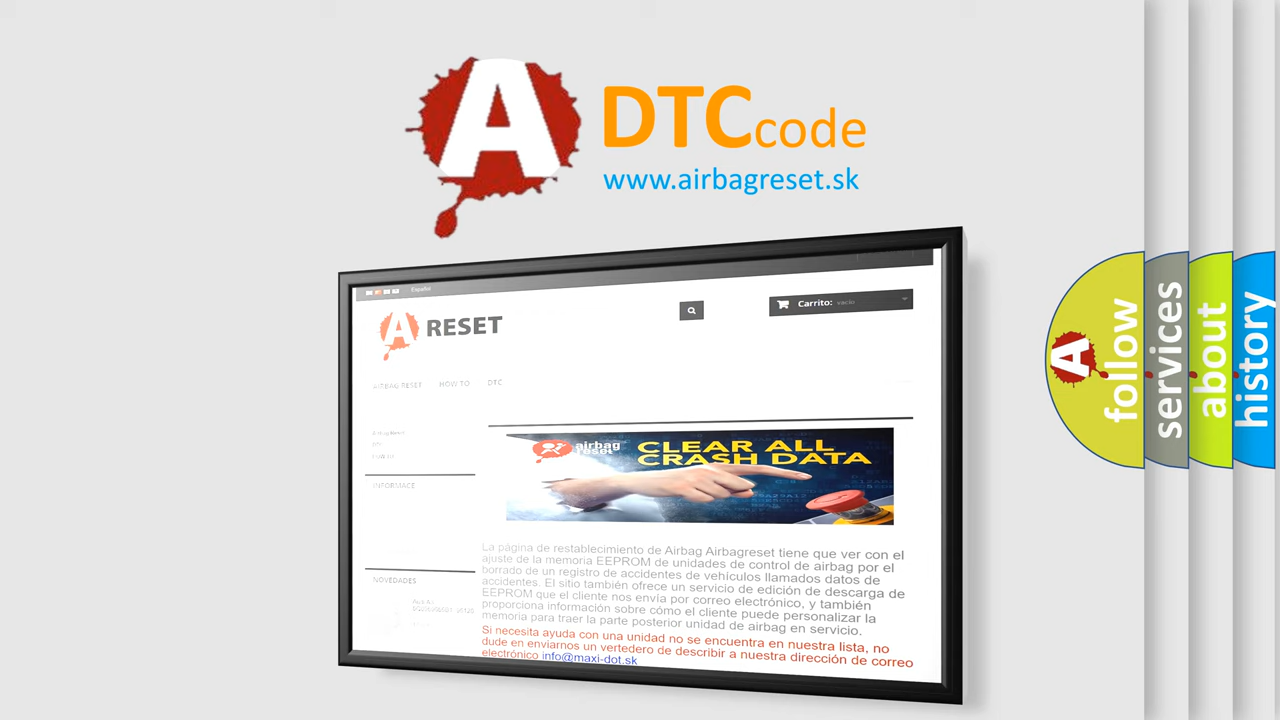 A DTCcode
www.airbagreset.sk
Español
A RESET
Carrito: vacío
AIRBAG RESET HOW TO DTC
Airbag Reset
DTC
INFORMACE
airbag
reset
CLEAR ALL
CRASH DATA
La página de restablecimiento de Airbag Airbagreset tiene que ver con el
ajuste de la memoria EEPROM de unidades de control de airbag por el
borrado de un registro de accidentes de vehículos llamados datos de
accidentes. El sitio también ofrece un servicio de edición de descarga de
EEPROM que el cliente nos envía por correo electrónico, y también
proporciona información sobre cómo el cliente puede personalizar la
memoria para traer la parte posterior unidad de airbag en servicio.
Si necesita ayuda con una unidad no se encuentra en nuestra lista, no
dude en enviarnos un vertedero de describir a nuestra dirección de correo
electrónico info@maxi-dot.sk
NOVEDADES
A follow
services
about
history